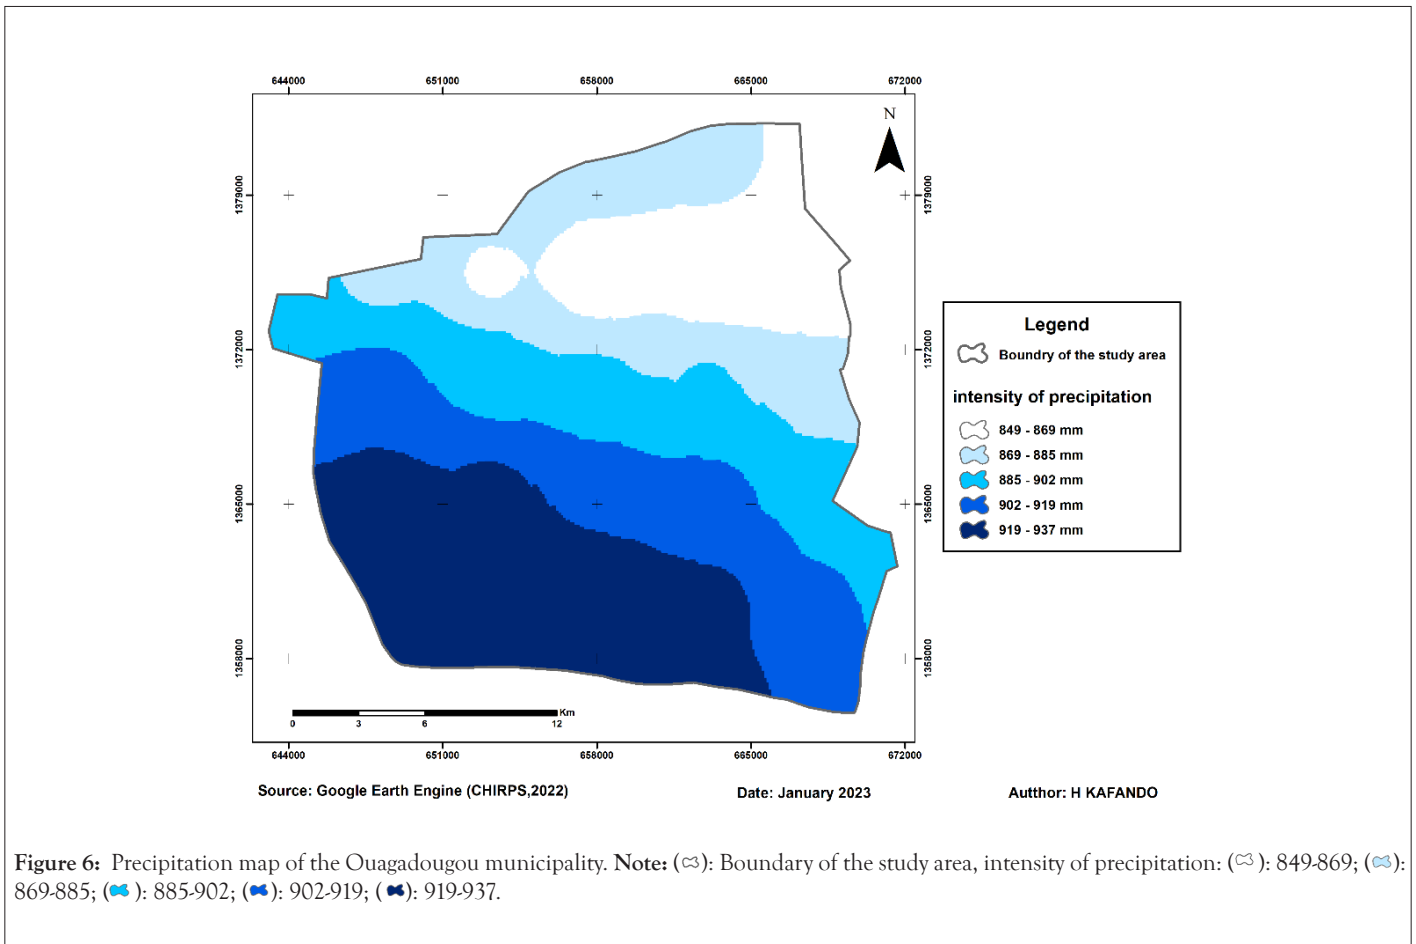 644000 651000 658000 665000 672000
N
1379000 1379000
1372000 1372000
1365000 1365000
1358000 1358000
Legend
Boundry of the study area
intensity of precipitation
849 - 869 mm
869 - 885 mm
885 - 902 mm
902 - 919 mm
919 - 937 mm
Km
0 3 6 12
644000 651000 658000 665000 672000
Source: Google Earth Engine (CHIRPS,2022) Date: January 2023 Autthor: H KAFANDO
Figure 6: Precipitation map of the Ouagadougou municipality. Note: ( ): Boundary of the study area, intensity of precipitation: ( ): 849-869; ( ):
869-885; ( ): 885-902; ( ): 902-919; ( ): 919-937.